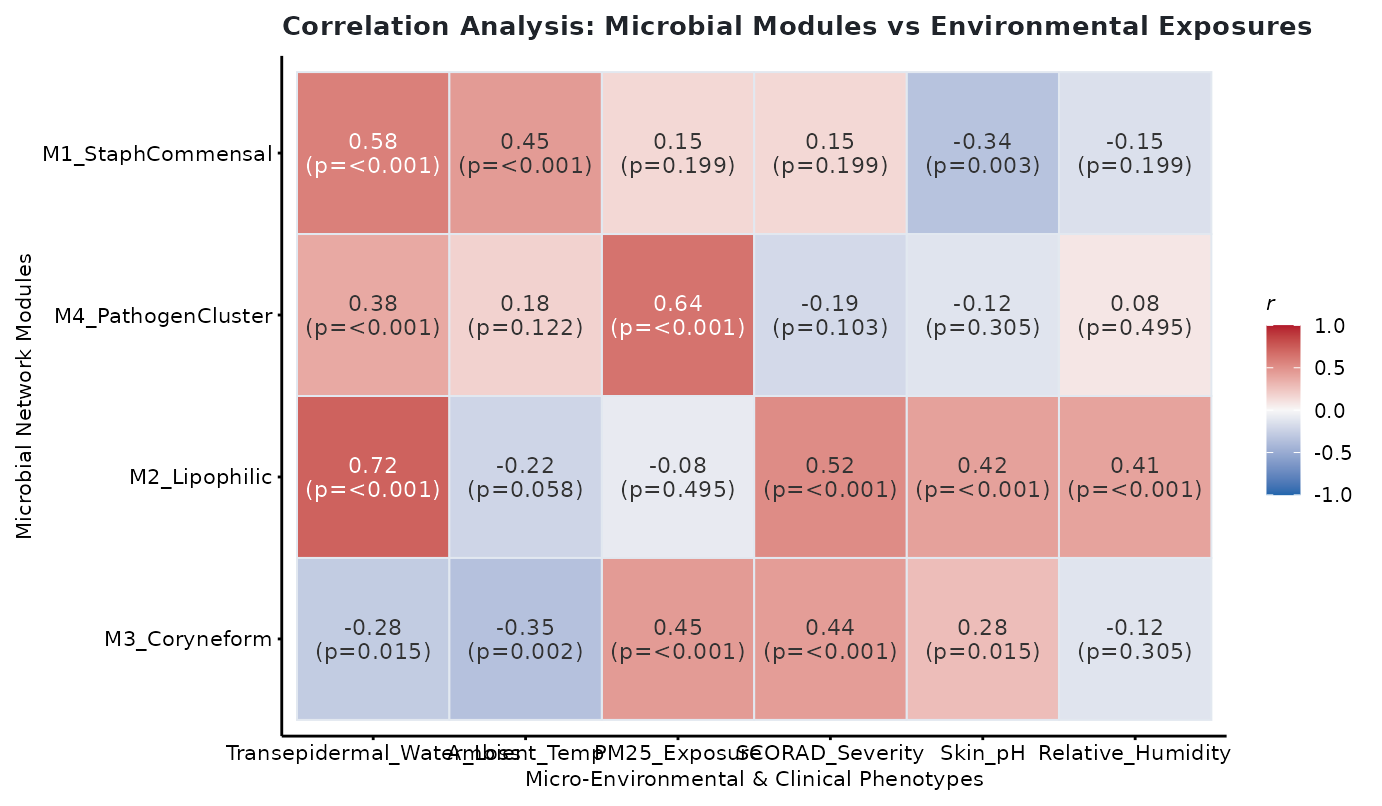 Correlation Analysis: Microbial Modules vs Environmental Exposures
Microbial Network Modules
M1_StaphCommensal
0.58 0.45 0.15 0.15 -0.34 -0.15
(p=<0.001) (p=<0.001) (p=0.199) (p=0.199) (p=0.003) (p=0.199)
M4_PathogenCluster
0.38 0.18 0.64 -0.19 -0.12 0.08
(p=<0.001) (p=0.122) (p=<0.001) (p=0.103) (p=0.305) (p=0.495)
M2_Lipophilic
0.72 -0.22 -0.08 0.52 0.42 0.41
(p=<0.001) (p=0.058) (p=0.495) (p=<0.001) (p=<0.001) (p=<0.001)
M3_Coryneform
-0.28 -0.35 0.45 0.44 0.28 -0.12
(p=0.015) (p=0.002) (p=<0.001) (p=<0.001) (p=0.015) (p=0.305)
Transepidermal_Water_Loss Ambient_Temp PM25_Exposure SCORAD_Severity Skin_pH Relative_Humidity
Micro-Environmental & Clinical Phenotypes
r
1.0
0.5
0.0
-0.5
-1.0